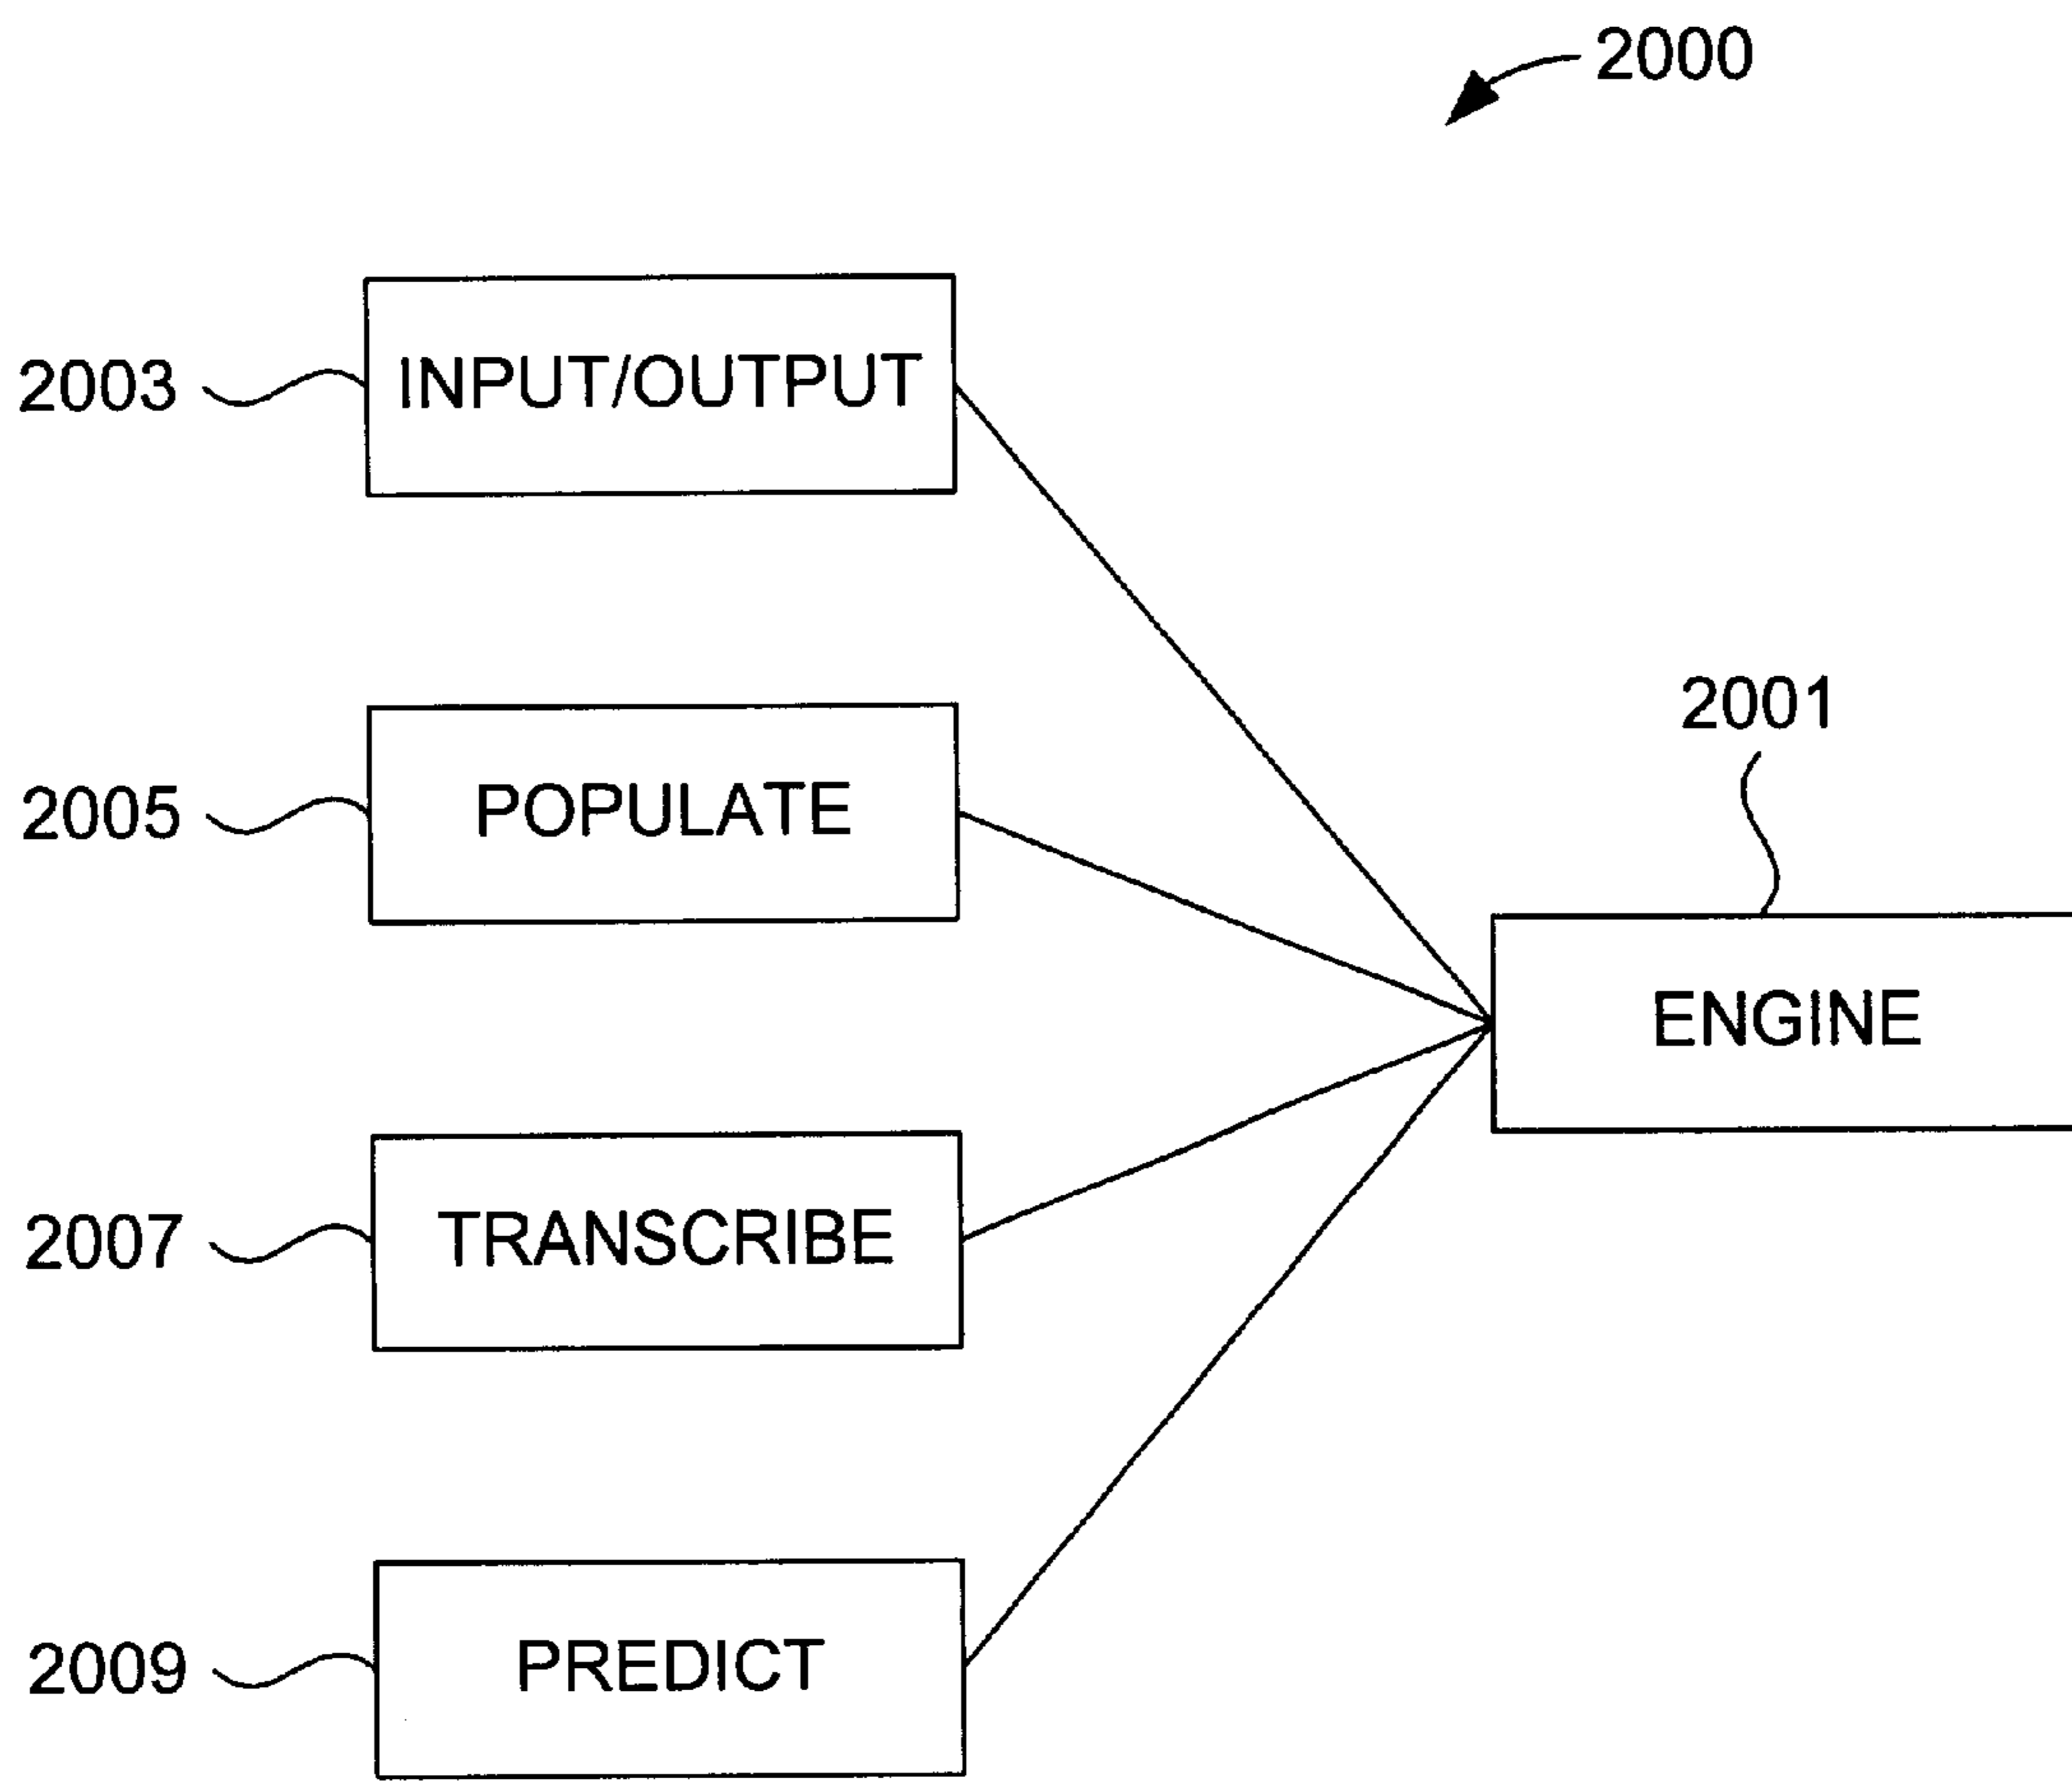 2000
2003 INPUT/OUTPUT
2001
2005 POPULATE
ENGINE
2007 TRANSCRIBE
2009 PREDICT